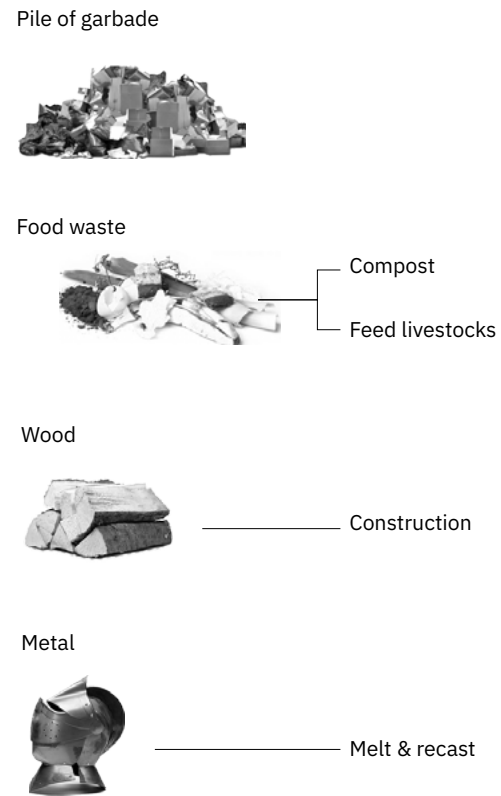 Pile of garbade
Food waste
Compost
Feed livestocks
Wood
Construction
Metal
Melt & recast